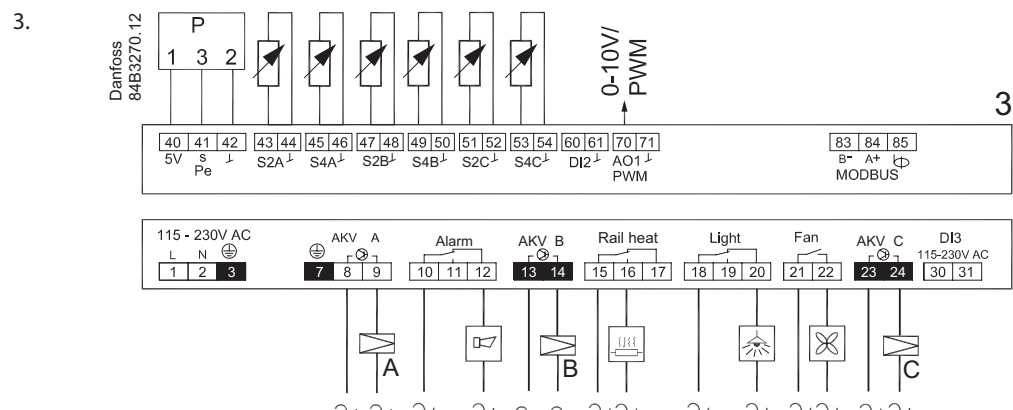 3.
Danfoss
84B3270.12
P
1 3 2
0-10V/
PWM
3
40 41 42 43 44 45 46 47 48 49 50 51 52 53 54 60 61 70 71 83 84 85
5V s S2A S4A S2B S4B S2C S4C DI2 AO1 B- A+
Pe PWM MODBUS
115 - 230V AC AKV A Alarm AKV B Rail heat Light Fan AKV C DI3
L N 115-230V AC
1 2 3 7 8 9 10 11 12 13 14 15 16 17 18 19 20 21 22 23 24 30 31
A B C